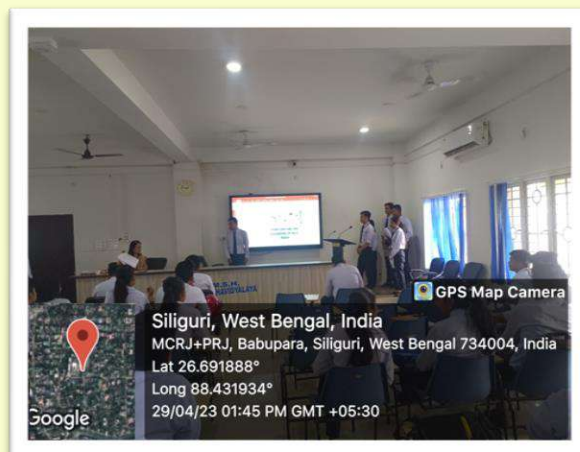 R.S.K.
GPS Map Camera
Siliguri, West Bengal, India
MCRJ+PRJ, Babupara, Siliguri, West Bengal 734004, India
Lat 26.691888°
Long 88.431934°
29/04/23 01:45 PM GMT +05:30
Google